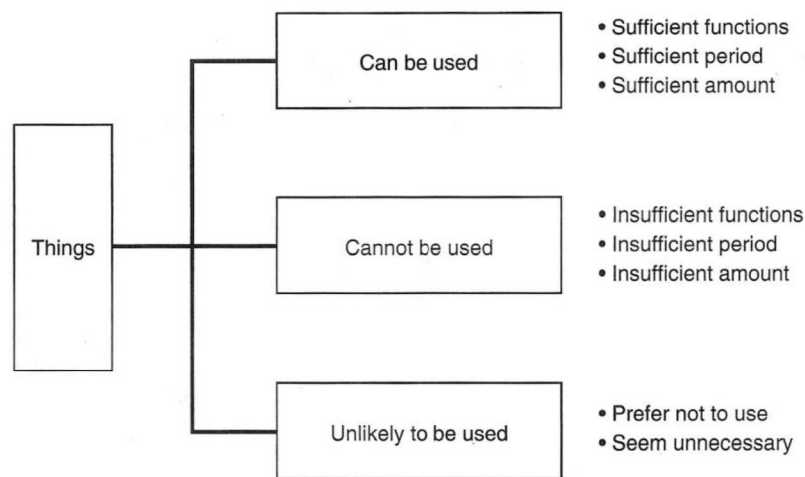 Things
Can be used
• Sufficient functions
• Sufficient period
• Sufficient amount
Cannot be used
• Insufficient functions
• Insufficient period
• Insufficient amount
Unlikely to be used
• Prefer not to use
• Seem unnecessary